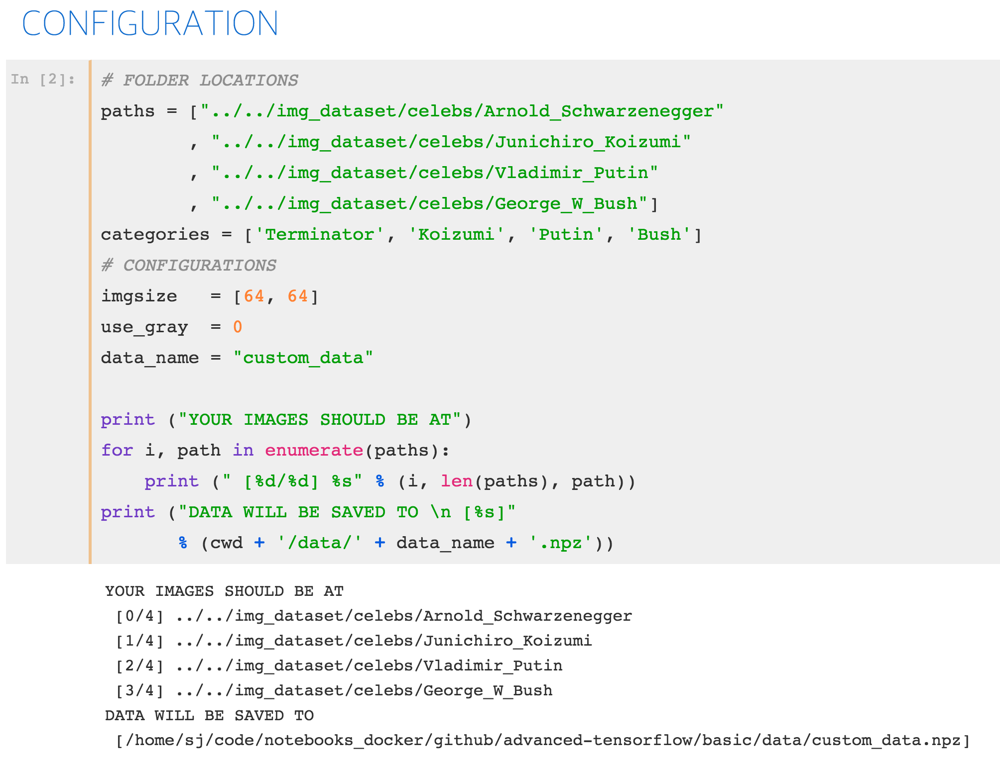 CONFIGURATION
In [2]:
# FOLDER LOCATIONS
paths = ["../../img_dataset/celebs/Arnold_Schwarzenegger"
        , "../../img_dataset/celebs/Junichiro_Koizumi"
        , "../../img_dataset/celebs/Vladimir_Putin"
        , "../../img_dataset/celebs/George_W_Bush"]
categories = ['Terminator', 'Koizumi', 'Putin', 'Bush']
# CONFIGURATIONS
imgsize   = [64, 64]
use_gray  = 0
data_name = "custom_data"
print ("YOUR IMAGES SHOULD BE AT")
for i, path in enumerate(paths):
    print (" [%d/%d] %s" % (i, len(paths), path))
print ("DATA WILL BE SAVED TO \n [%s]"
       % (cwd + '/data/' + data_name + '.npz'))
YOUR IMAGES SHOULD BE AT
 [0/4] ../../img_dataset/celebs/Arnold_Schwarzenegger
 [1/4] ../../img_dataset/celebs/Junichiro_Koizumi
 [2/4] ../../img_dataset/celebs/Vladimir_Putin
 [3/4] ../../img_dataset/celebs/George_W_Bush
DATA WILL BE SAVED TO
 [/home/sj/code/notebooks_docker/github/advanced-tensorflow/basic/data/custom_data.npz]